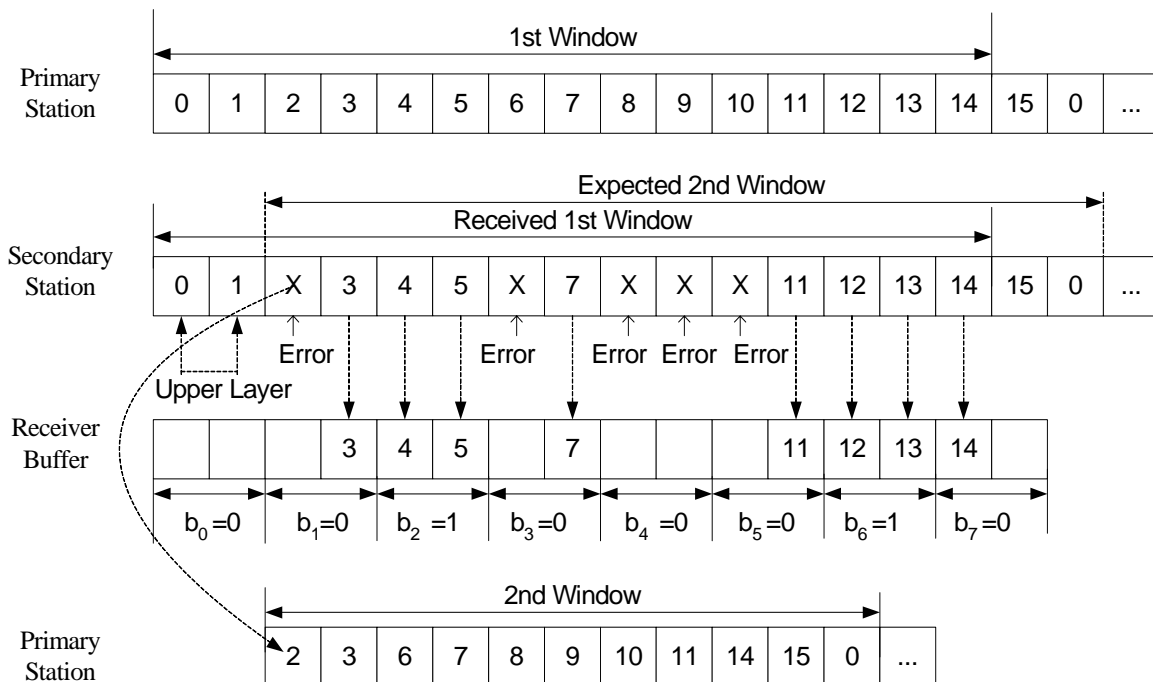 1st Window
Primary Station
0 1 2 3 4 5 6 7 8 9 10 11 12 13 14 15 0 ...
Expected 2nd Window
Received 1st Window
Secondary Station
0 1 X 3 4 5 X 7 X X X 11 12 13 14 15 0 ...
Error Error Error Error Error
Upper Layer
Receiver Buffer
3 4 5 7 11 12 13 14
b0=0 b1=0 b2=1 b3=0 b4=0 b5=0 b6=1 b7=0
2nd Window
Primary Station
2 3 6 7 8 9 10 11 14 15 0 ...